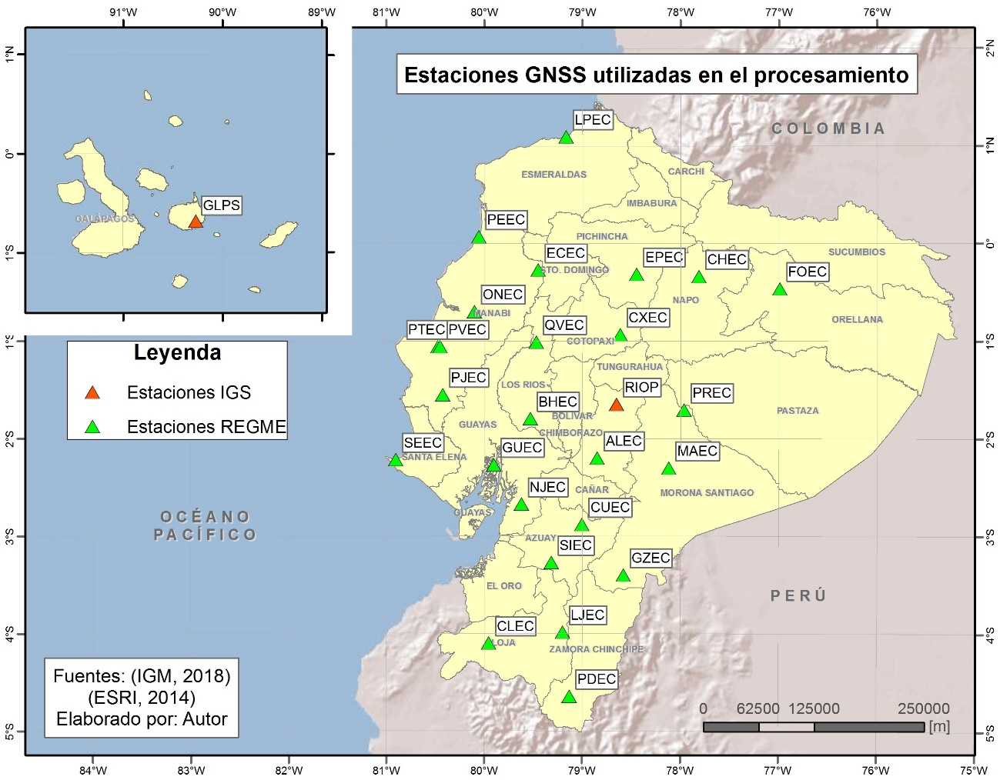 91°W 90°W 89°W 81°W 80°W 79°W 78°W 77°W 76°W
Estaciones GNSS utilizadas en el procesamiento
1°N
0°
1°S
GALÁPAGOS
GLPS
2°N
1°N
0°
1°S
2°S
3°S
4°S
5°S
COLOMBIA
LPEC
ESMERALDAS
CARCHI
IMBABURA
PEEC
PICHINCHA
ECEC
EPEC
CHEC
SUCUMBIOS
STO. DOMINGO
FOEC
ONEC
NAPO
MANABI
CXEC
ORELLANA
PTEC
PVEC
QVEC
COTOPAXI
TUNGURAHUA
PJEC
LOS RIOS
RIOP
PREC
BHEC
PASTAZA
BOLIVAR
GUAYAS
CHIMBORAZO
SEEC
GUEC
ALEC
MAEC
SANTA ELENA
NJEC
CAÑAR
MORONA SANTIAGO
GUAYAS
CUEC
AZUAY
SIEC
GZEC
EL ORO
PERÚ
LJEC
CLEC
LOJA
ZAMORA CHINCHIPE
PDEC
OCÉANO
PACÍFICO
Leyenda
Estaciones IGS
Estaciones REGME
1°S
2°S
3°S
4°S
5°S
Fuentes: (IGM, 2018)
(ESRI, 2014)
Elaborado por: Autor
0 62500 125000 250000
[m]
84°W 83°W 82°W 81°W 80°W 79°W 78°W 77°W 76°W 75°W